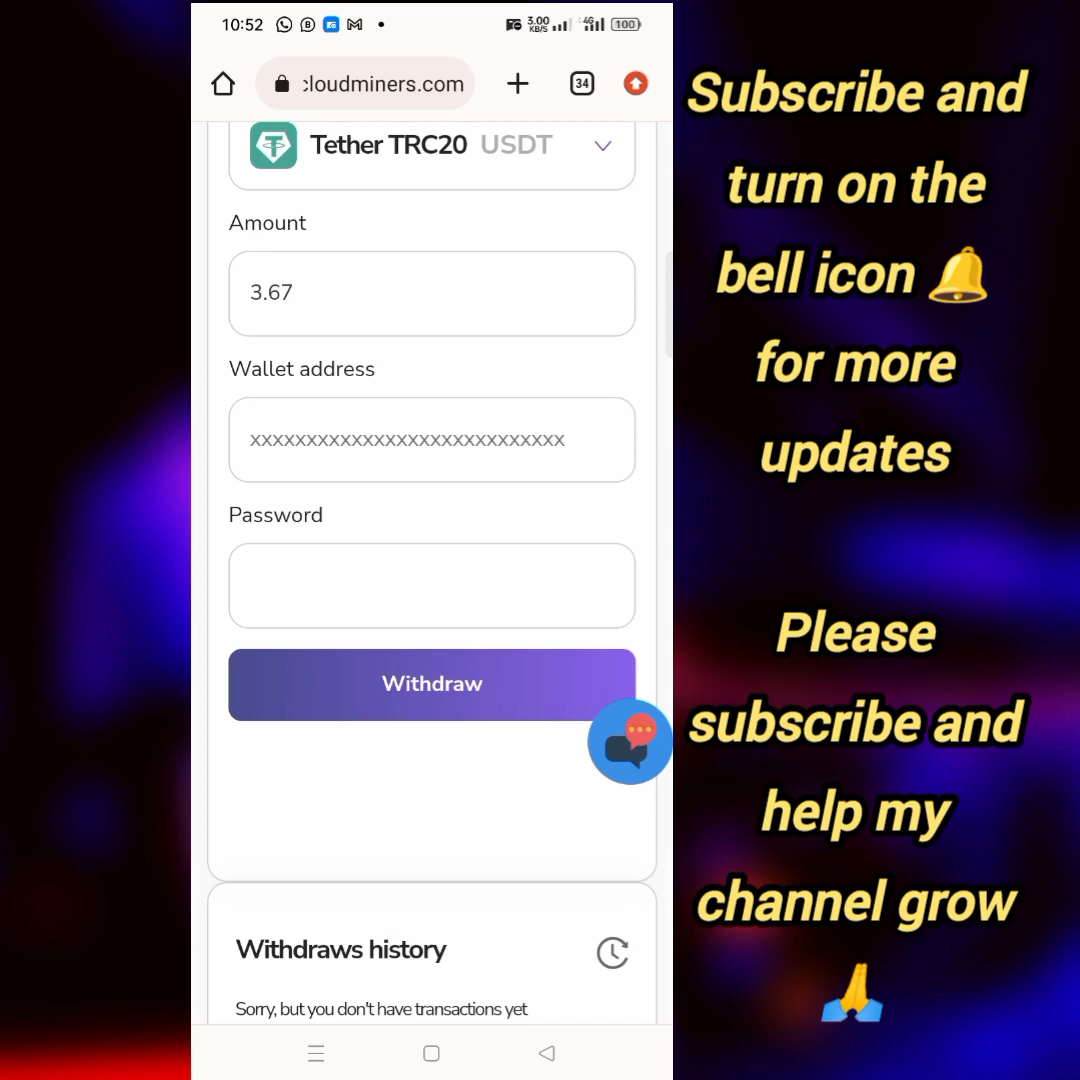 10:52
3.00
KB/S
4G
100
cloudminers.com
34
Tether TRC20 USDT
Amount
3.67
Wallet address
xxxxxxxxxxxxxxxxxxxxxxxxxxxx
Password
Withdraw
Withdraws history
Sorry, but you don't have transactions yet
Subscribe and
turn on the
bell icon 🔔
for more
updates
Please
subscribe and
help my
channel grow
🙏